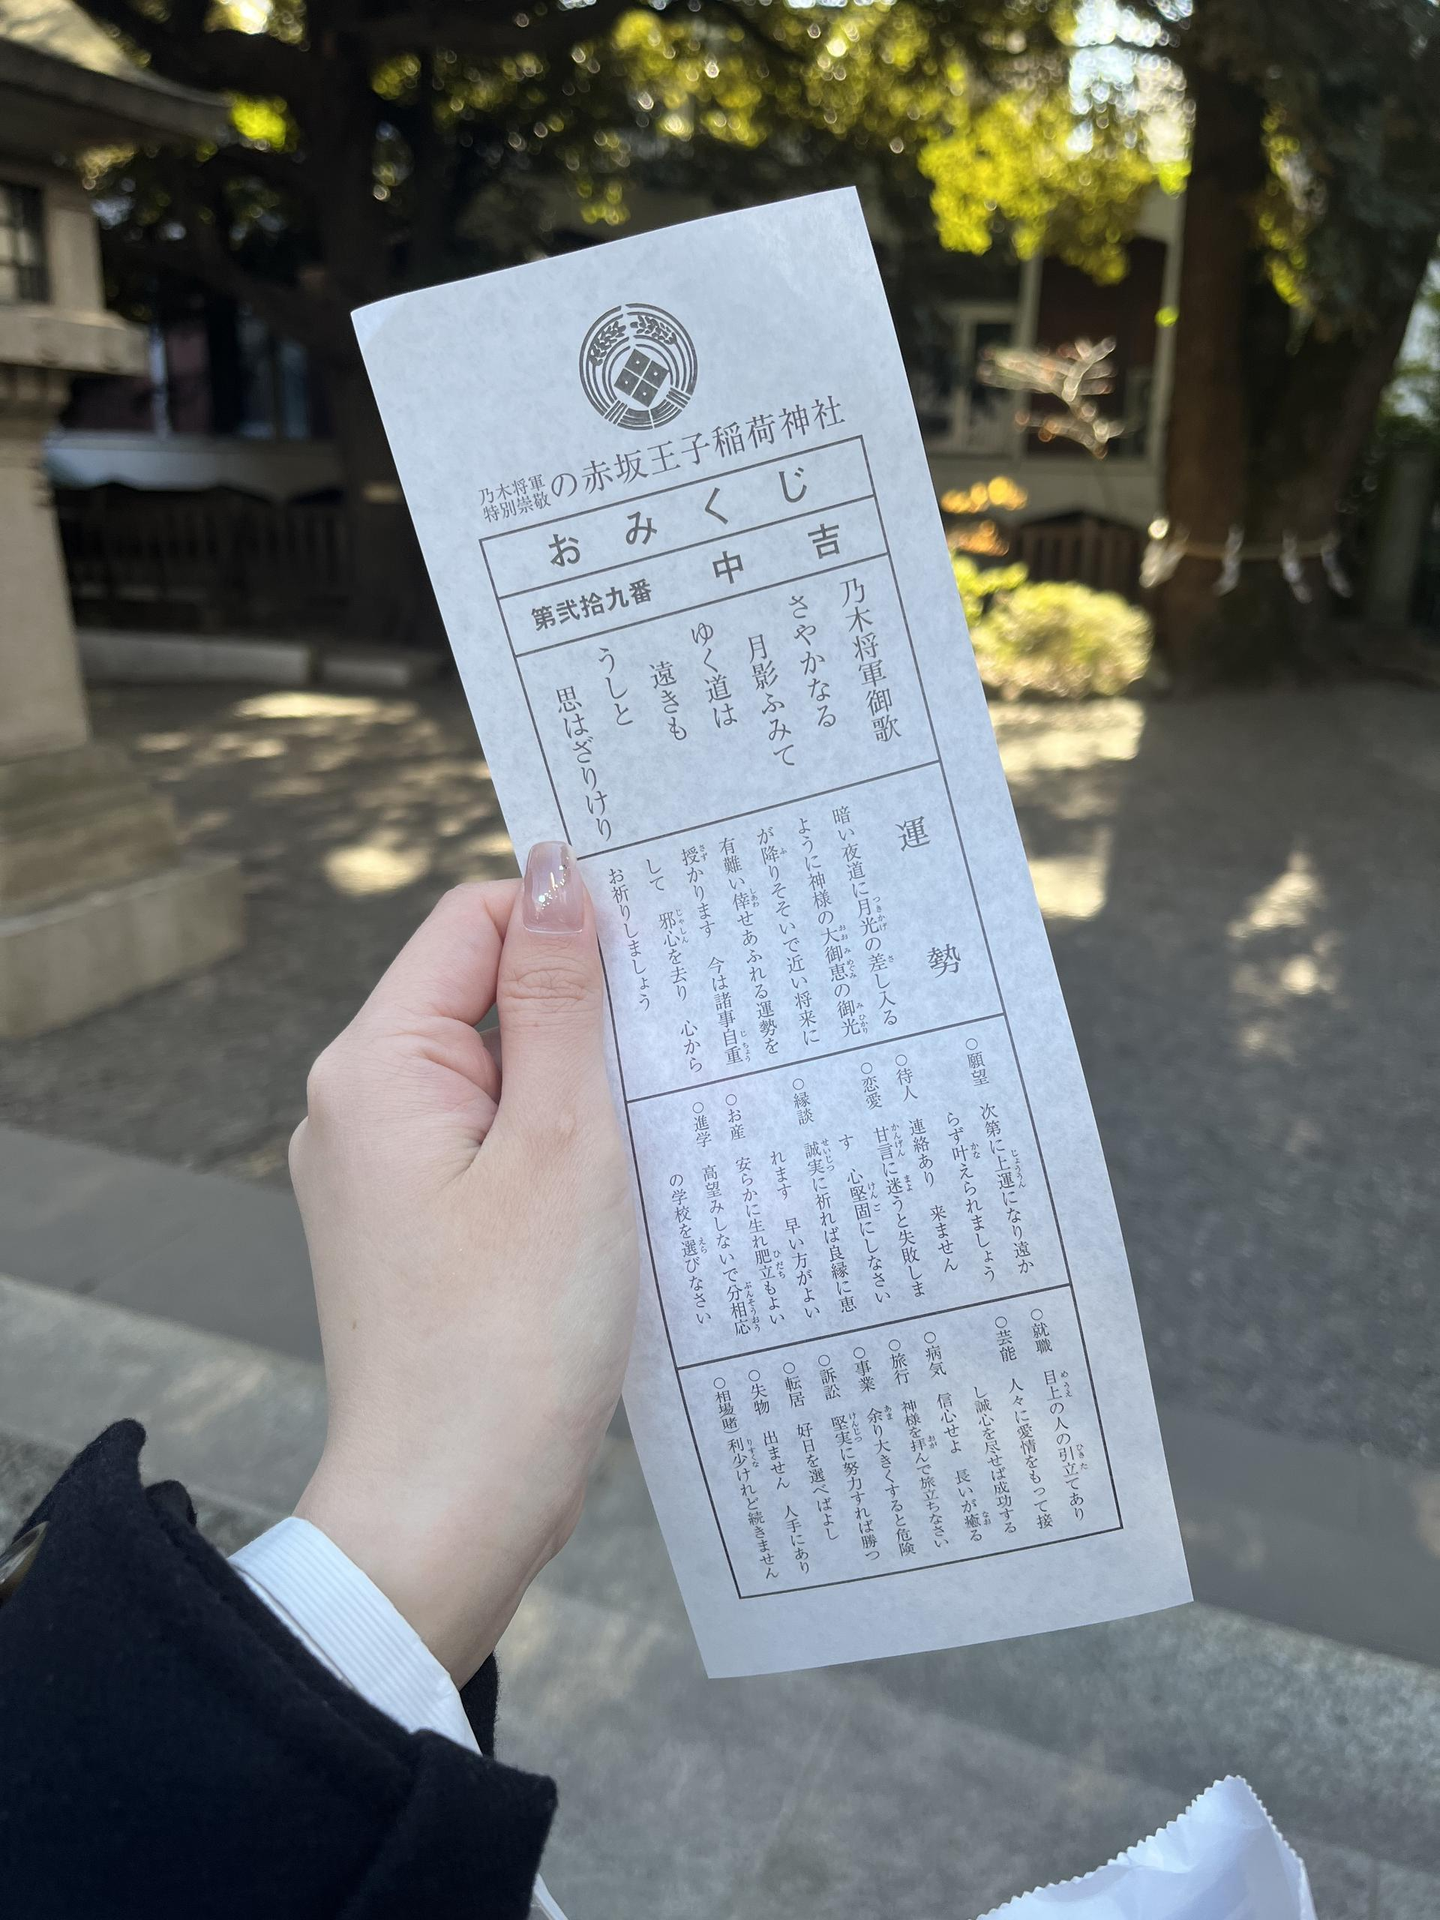 乃木将軍
特別崇敬
の赤坂王子稲荷神社
おみくじ
第弐拾九番 中吉
乃木将軍御歌
さやかなる
月影ふみて
ゆく道は
遠きも
うしと
思はざりけり
運勢
暗い夜道に月光の差し入る
ように神様の大御恵の御光
が降りそそいで近い将来に
有難い倖せあふれる運勢を
授かります 今は諸事自重
して 邪心を去り 心から
お祈りしましょう
○願望 次第に上運になり遠か
らず叶えられましょう
○待人 連絡あり 来ません
○恋愛 甘言に迷うと失敗しま
す 心堅固にしなさい
○縁談 誠実に祈れば良縁に恵
れます 早い方がよい
○お産 安らかに生れ肥立もよい
○進学 高望みしないで分相応
の学校を選びなさい
○就職 目上の人の引立てあり
○芸能 人々に愛情をもって接
し誠心を尽せば成功する
○病気 信心せよ 長いが癒る
○旅行 神様を拝んで旅立ちなさい
○事業 余り大きくすると危険
○訴訟 堅実に努力すれば勝つ
○転居 好日を選べばよし
○失物 出ません 人手にあり
○相場(賭) 利少けれど続きません